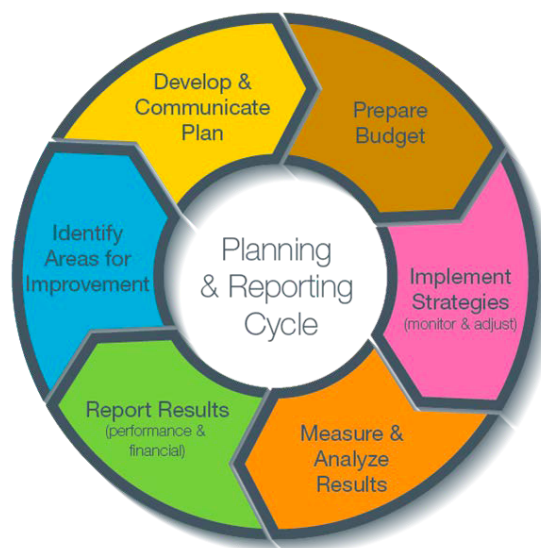 Develop &
Communicate
Plan
Prepare
Budget
Implement
Strategies
(monitor & adjust)
Measure &
Analyze
Results
Report Results
(performance &
financial)
Identify
Areas for
Improvement
Planning
& Reporting
Cycle